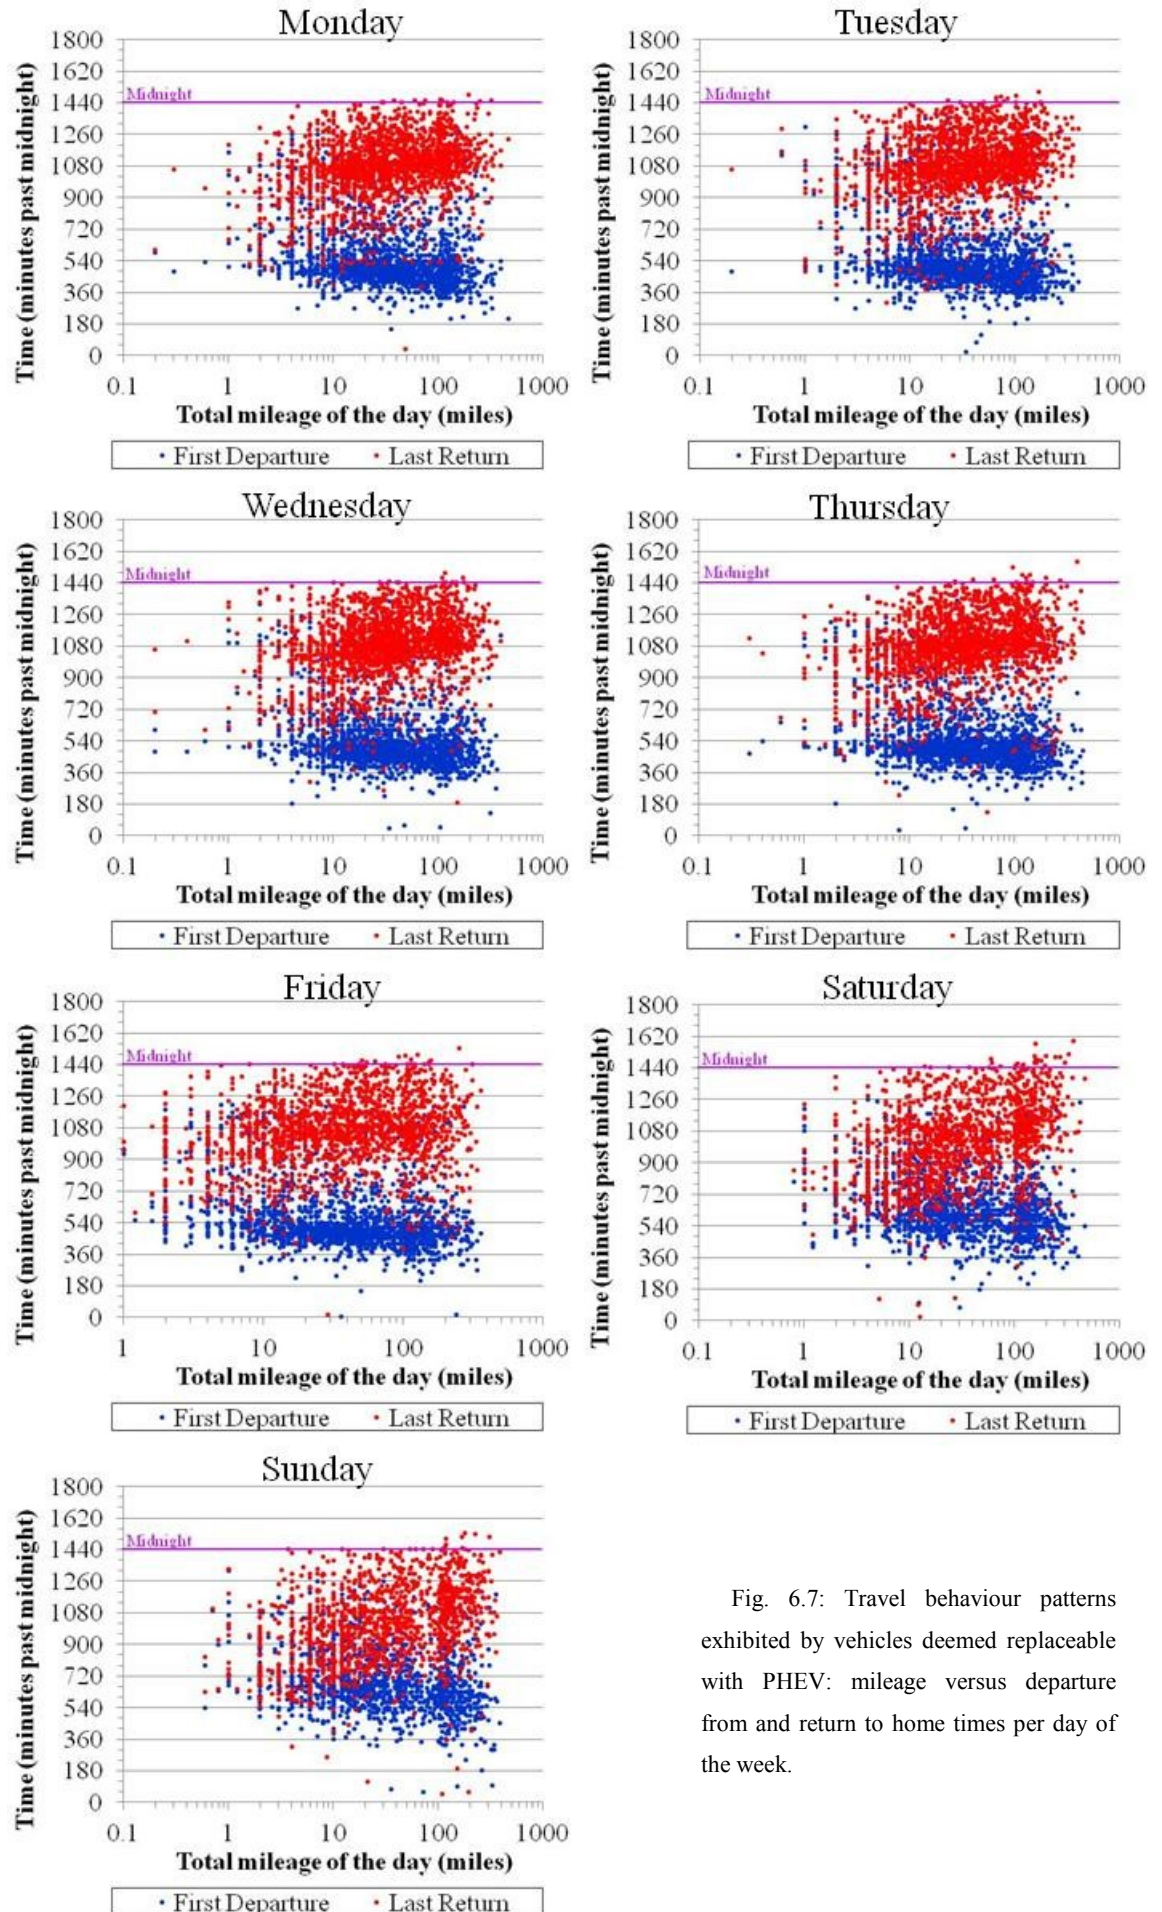 Monday
Time (minutes past midnight)
1800
1620
1440
1260
1080
900
720
540
360
180
0
Midnight
0.1 1 10 100 1000
Total mileage of the day (miles)
First Departure Last Return
Tuesday
Time (minutes past midnight)
1800
1620
1440
1260
1080
900
720
540
360
180
0
Midnight
0.1 1 10 100 1000
Total mileage of the day (miles)
First Departure Last Return
Wednesday
Time (minutes past midnight)
1800
1620
1440
1260
1080
900
720
540
360
180
0
Midnight
0.1 1 10 100 1000
Total mileage of the day (miles)
First Departure Last Return
Thursday
Time (minutes past midnight)
1800
1620
1440
1260
1080
900
720
540
360
180
0
Midnight
0.1 1 10 100 1000
Total mileage of the day (miles)
First Departure Last Return
Friday
Time (minutes past midnight)
1800
1620
1440
1260
1080
900
720
540
360
180
0
Midnight
1 10 100 1000
Total mileage of the day (miles)
First Departure Last Return
Saturday
Time (minutes past midnight)
1800
1620
1440
1260
1080
900
720
540
360
180
0
Midnight
0.1 1 10 100 1000
Total mileage of the day (miles)
First Departure Last Return
Sunday
Time (minutes past midnight)
1800
1620
1440
1260
1080
900
720
540
360
180
0
Midnight
0.1 1 10 100 1000
Total mileage of the day (miles)
First Departure Last Return
Fig. 6.7: Travel behaviour patterns
exhibited by vehicles deemed replaceable
with PHEV: mileage versus departure
from and return to home times per day of
the week.